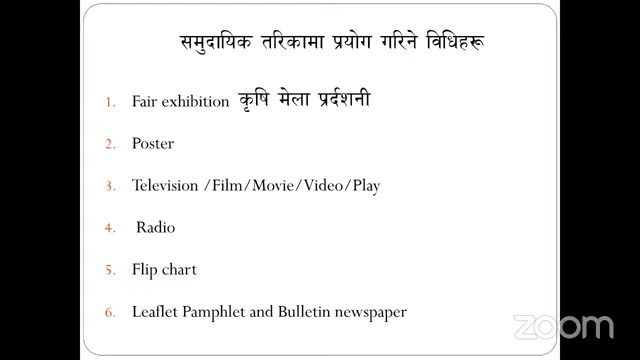 समुदायिक तरिकामा प्रयोग गरिने विधिहरू
1. Fair exhibition कृषि मेला प्रर्दशनी
2. Poster
3. Television /Film/Movie/Video/Play
4. Radio
5. Flip chart
6. Leaflet Pamphlet and Bulletin newspaper
zoom